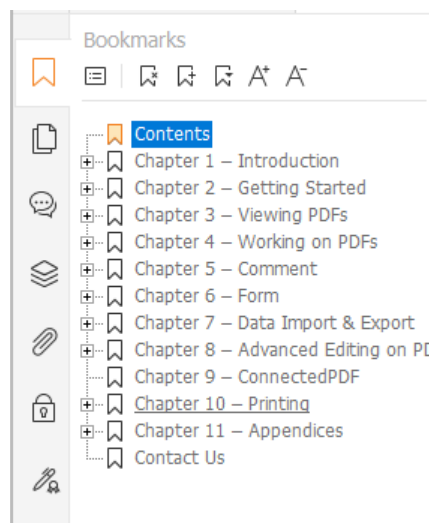 Bookmarks
Contents
Chapter 1 – Introduction
Chapter 2 – Getting Started
Chapter 3 – Viewing PDFs
Chapter 4 – Working on PDFs
Chapter 5 – Comment
Chapter 6 – Form
Chapter 7 – Data Import & Export
Chapter 8 – Advanced Editing on
Chapter 9 – ConnectedPDF
Chapter 10 – Printing
Chapter 11 – Appendices
Contact Us